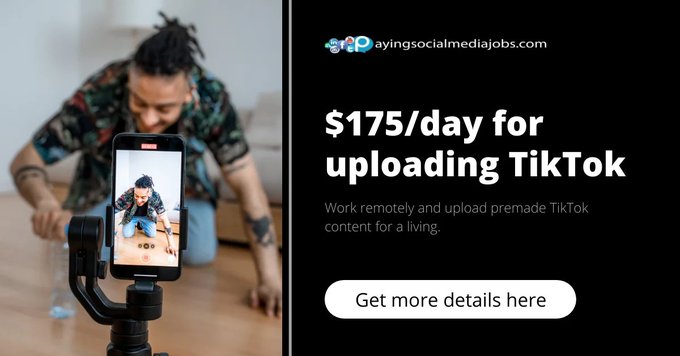 payingsocialmediajobs.com
$175/day for
uploading TikTok
Work remotely and upload premade TikTok
content for a living.
Get more details here